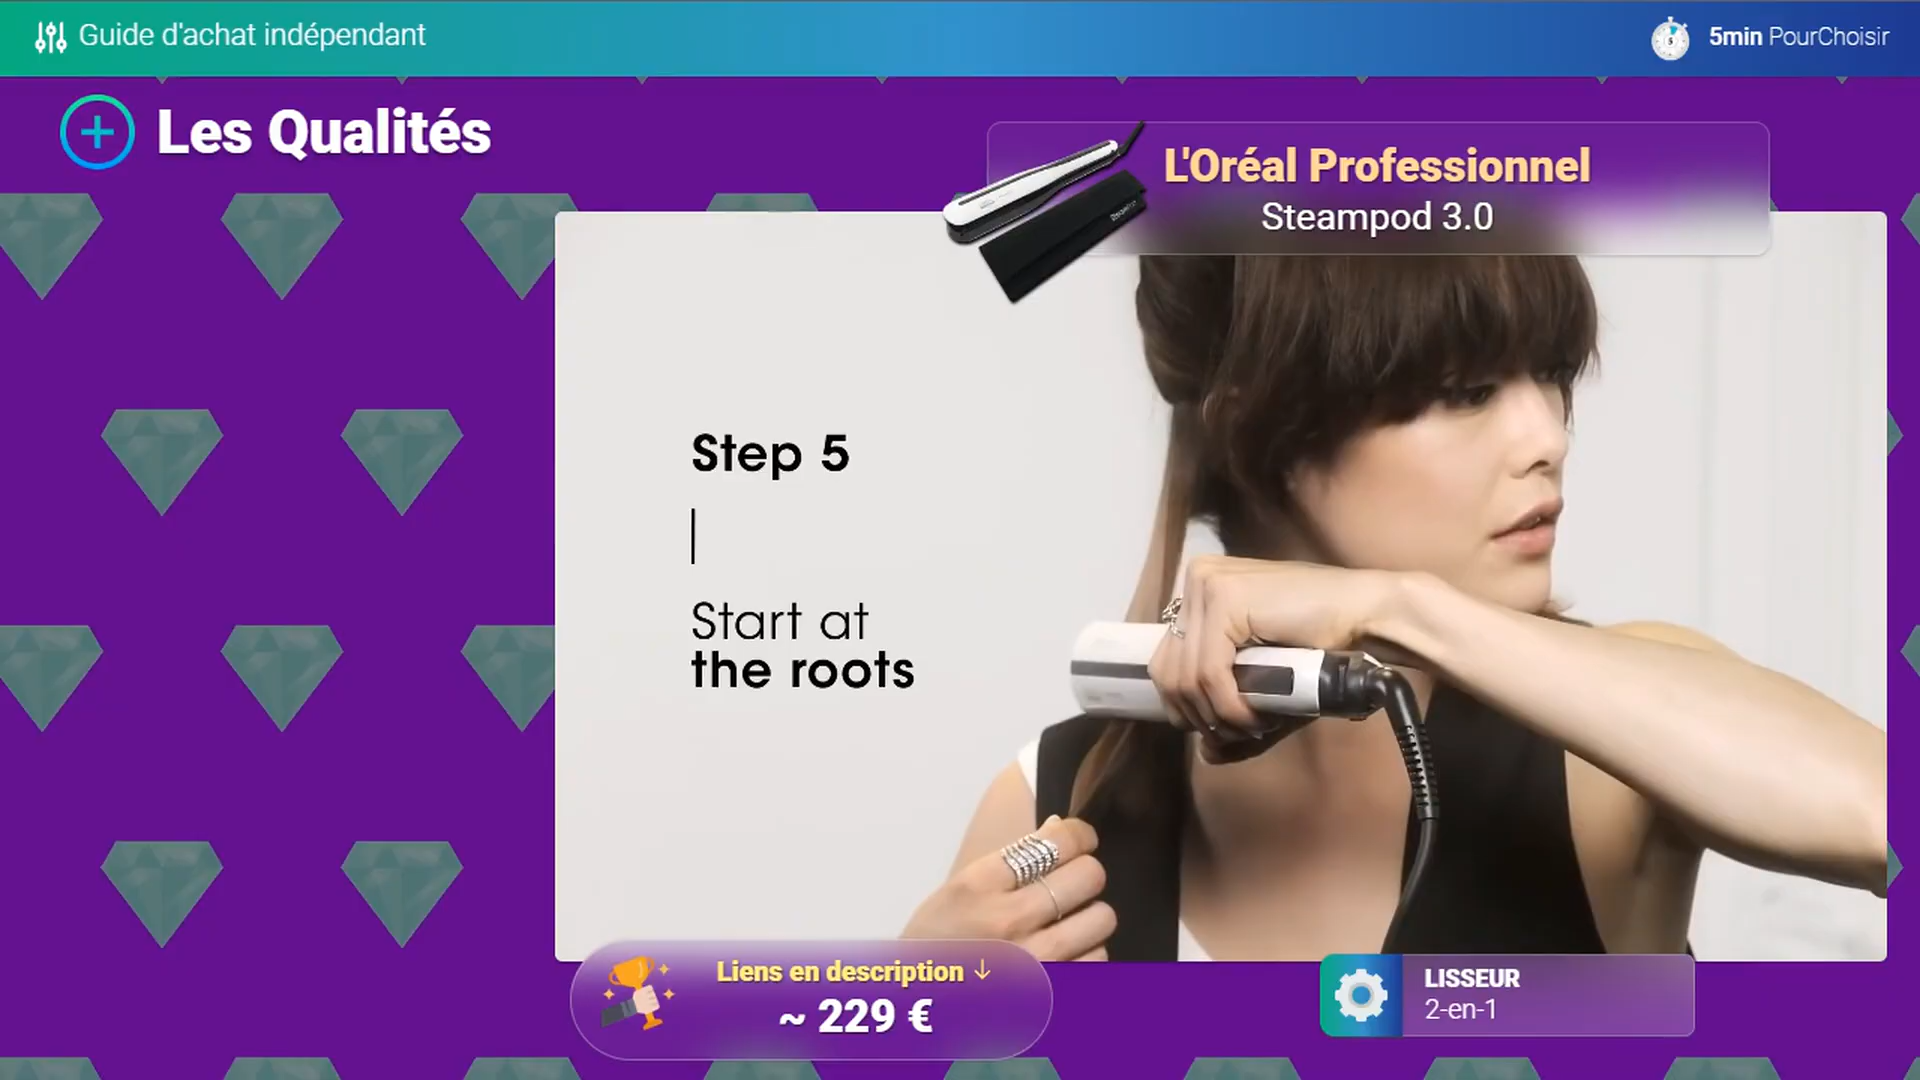 Guide d'achat indépendant
5min PourChoisir
Les Qualités
L'Oréal Professionnel
Steampod 3.0
Step 5
Start at
the roots
Liens en description ↓
~ 229 €
LISSEUR
2-en-1